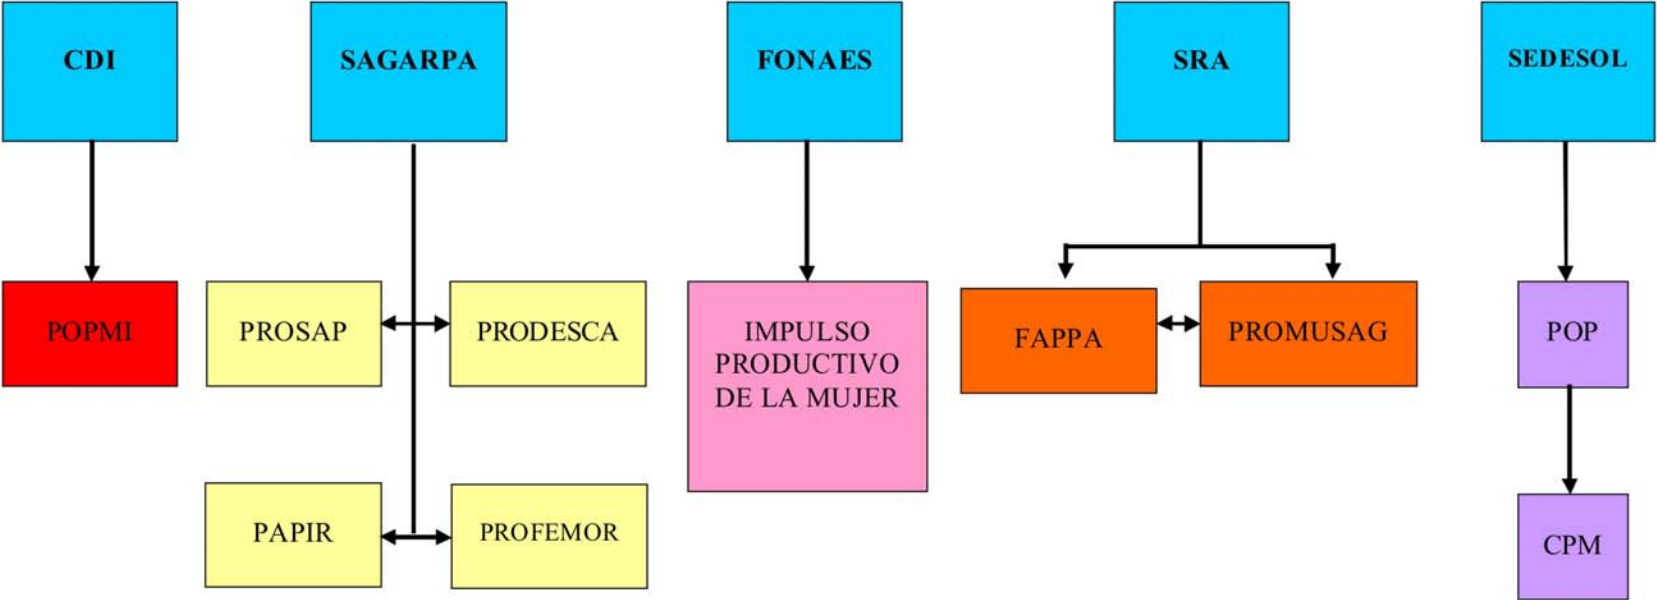 CDI
SAGARPA
FONAES
SRA
SEDESOL
POPMI
PROSAP
PRODESCA
IMPULSO
PRODUCTIVO
DE LA MUJER
FAPPA
PROMUSAG
POP
PAPIR
PROFEMOR
CPM